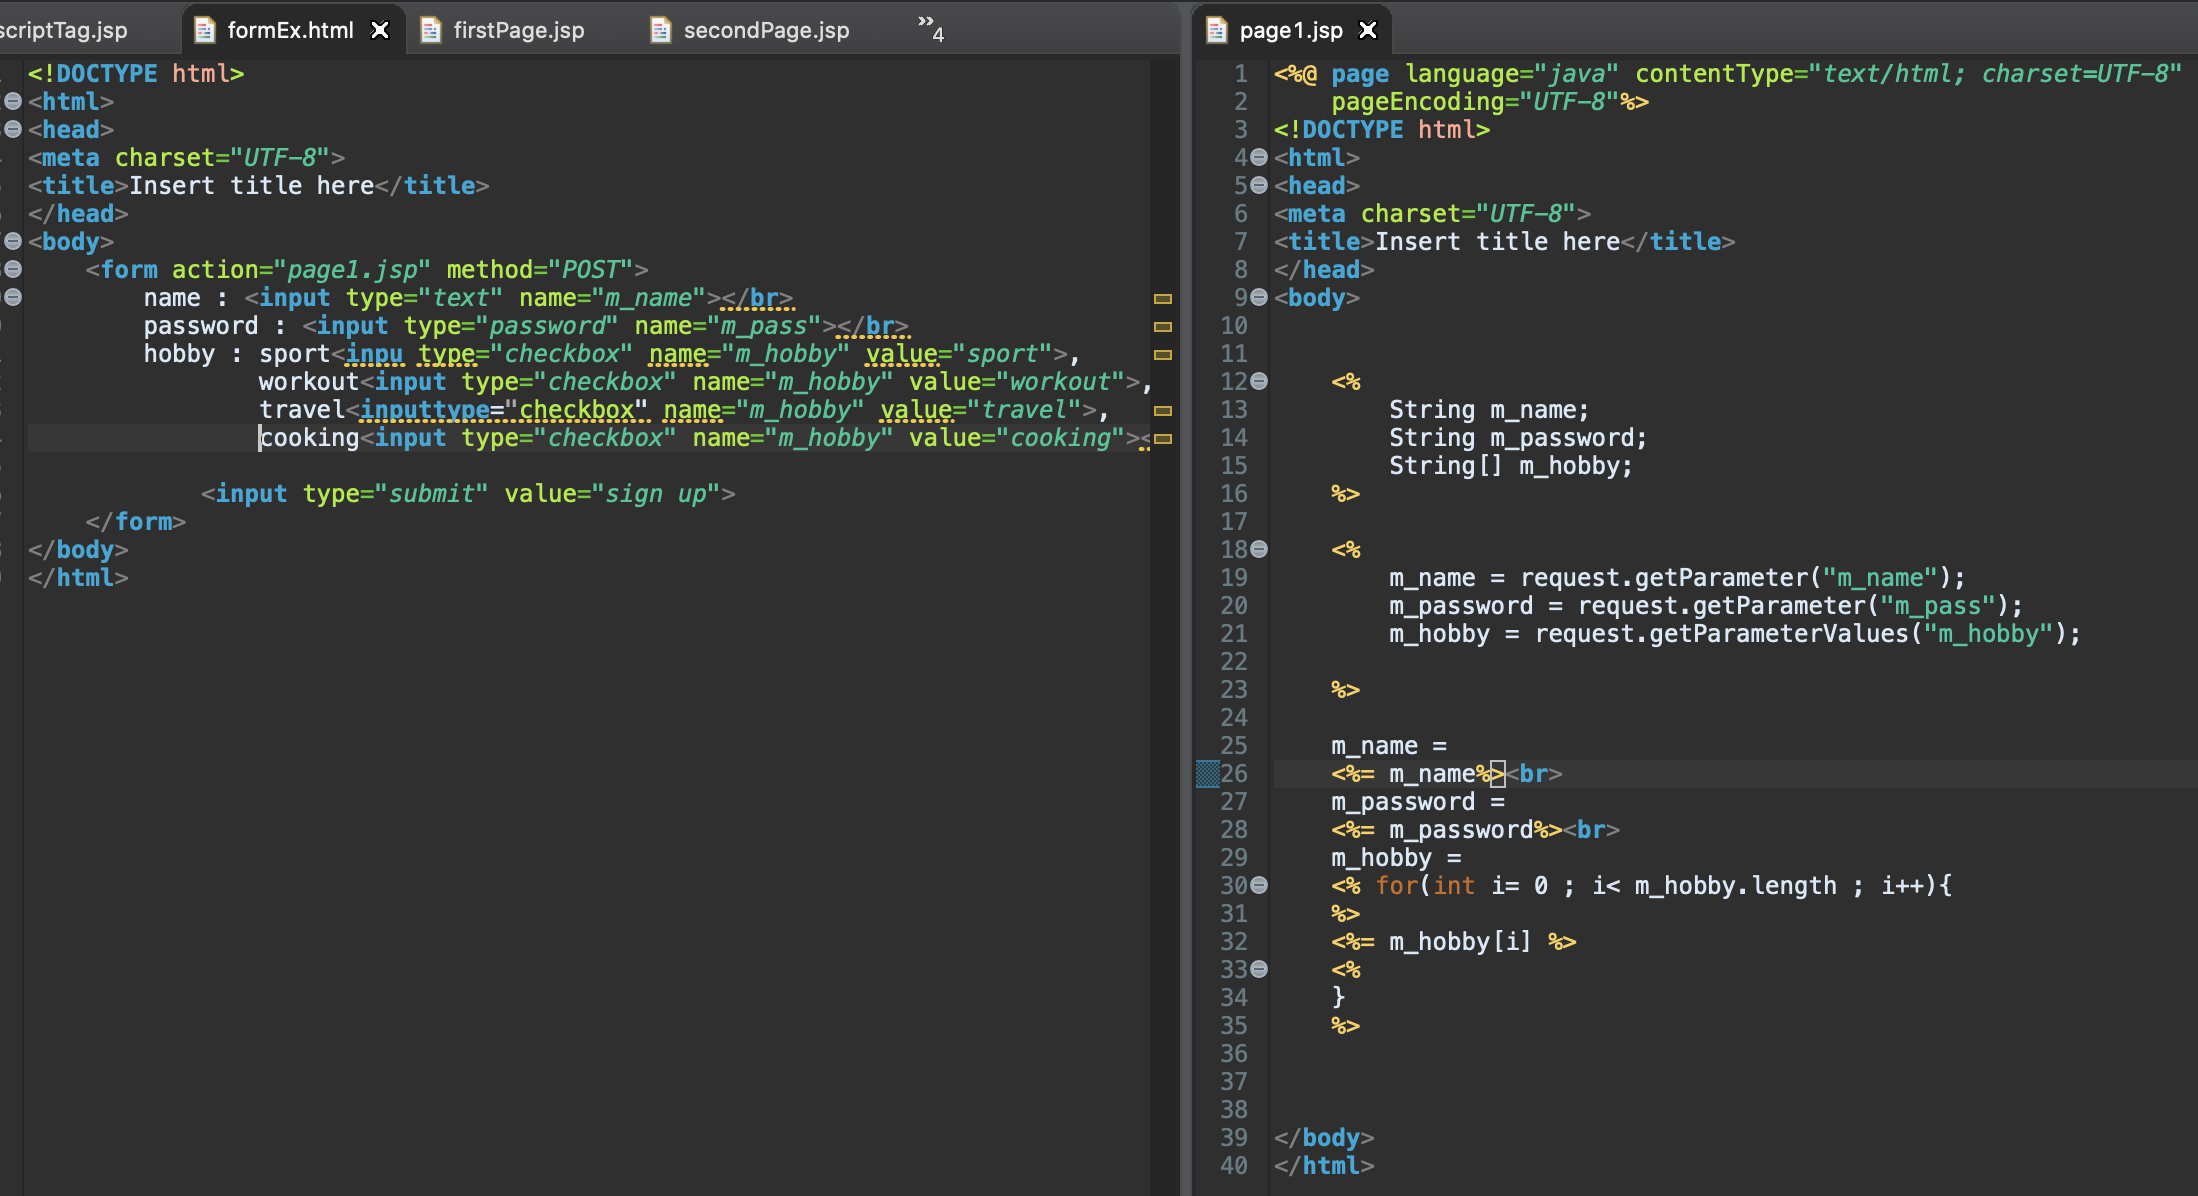 scriptTag.jsp formEx.html firstPage.jsp secondPage.jsp »4
<!DOCTYPE html>
<html>
<head>
<meta charset="UTF-8">
<title>Insert title here</title>
</head>
<body>
    <form action="page1.jsp" method="POST">
        name : <input type="text" name="m_name"></br>
        password : <input type="password" name="m_pass"></br>
        hobby : sport<inpu type="checkbox" name="m_hobby" value="sport">,
                workout<input type="checkbox" name="m_hobby" value="workout">,
                travel<inputtype="checkbox" name="m_hobby" value="travel">,
                cooking<input type="checkbox" name="m_hobby" value="cooking"><

            <input type="submit" value="sign up">
    </form>
</body>
</html>
page1.jsp
1 <%@ page language="java" contentType="text/html; charset=UTF-8"
2     pageEncoding="UTF-8"%>
3 <!DOCTYPE html>
4 <html>
5 <head>
6 <meta charset="UTF-8">
7 <title>Insert title here</title>
8 </head>
9 <body>
10
11
12     <%
13         String m_name;
14         String m_password;
15         String[] m_hobby;
16     %>
17
18     <%
19         m_name = request.getParameter("m_name");
20         m_password = request.getParameter("m_pass");
21         m_hobby = request.getParameterValues("m_hobby");
22
23     %>
24
25     m_name =
26     <%= m_name%><br>
27     m_password =
28     <%= m_password%><br>
29     m_hobby =
30     <% for(int i= 0 ; i< m_hobby.length ; i++){
31     %>
32     <%= m_hobby[i] %>
33     <%
34     }
35     %>
36
37
38
39 </body>
40 </html>